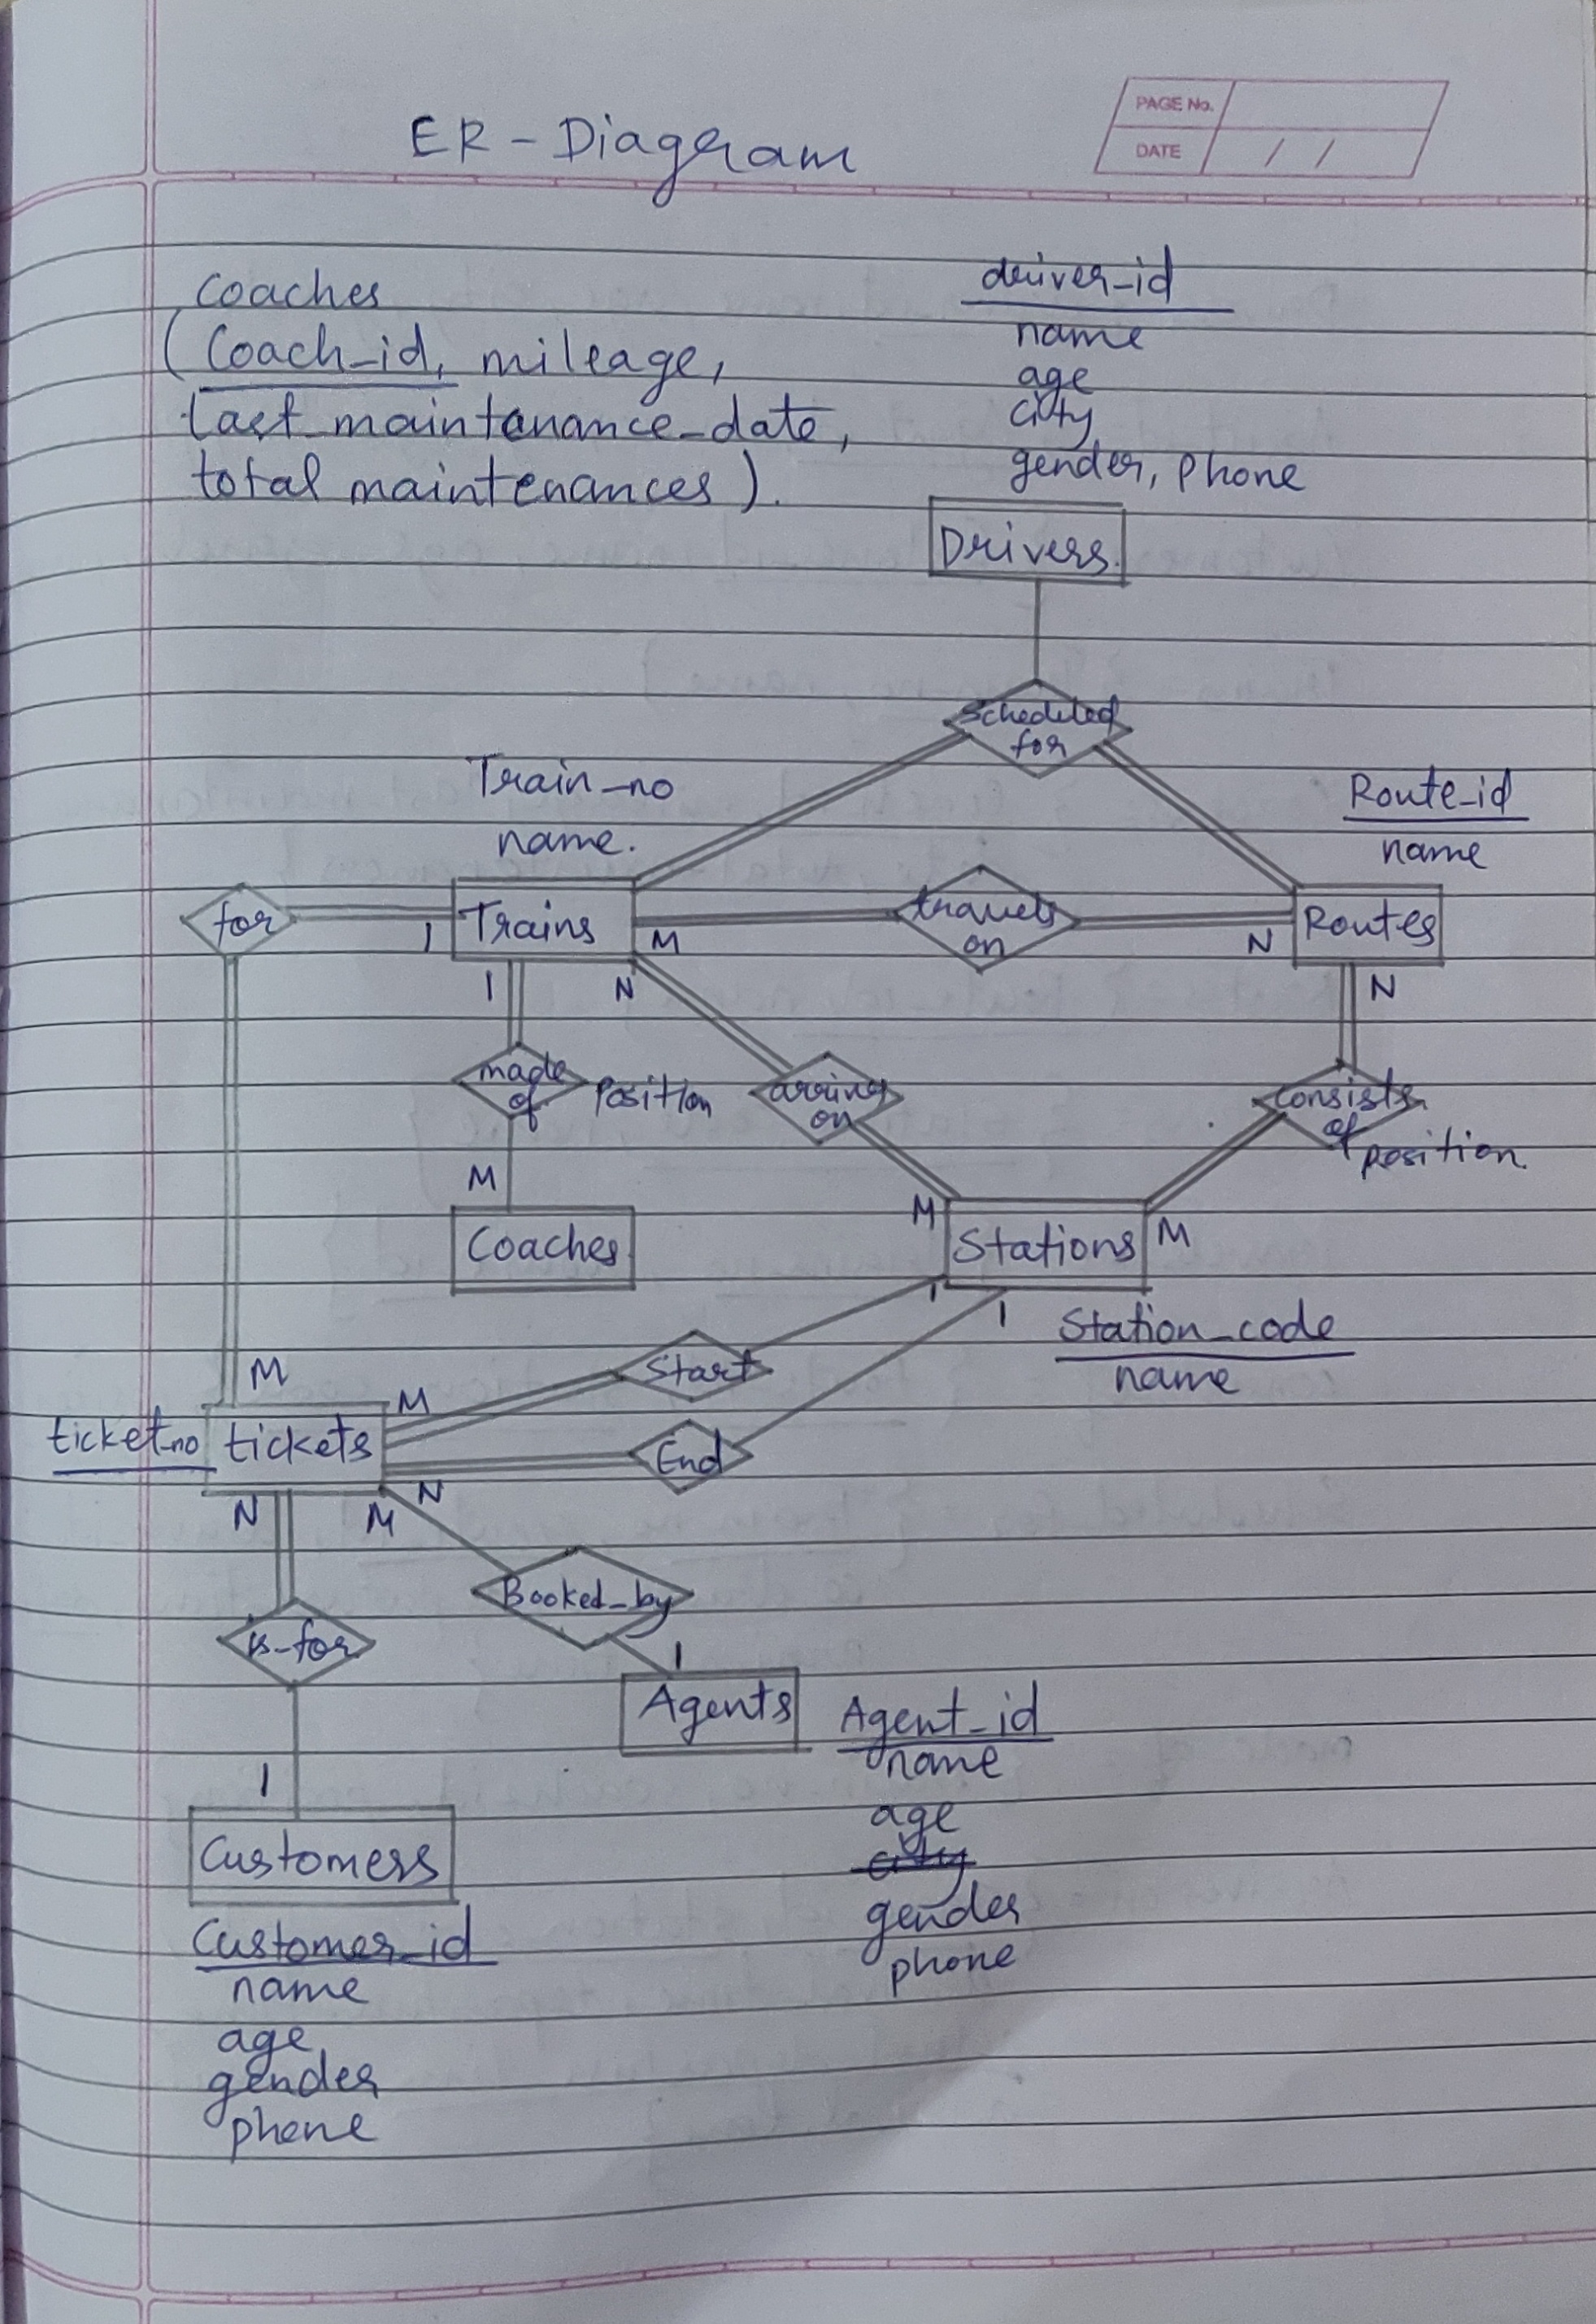 PAGE No.
DATE / /
ER - Diagram
Coaches
(Coach_id, mileage,
last_maintenance_date,
total maintenances).
driver_id
name
age
city
gender, phone
Drivers.
Scheduled
for
Train_no
name.
Route_id
name
for
1
Trains
M
travels
on
N
Routes
1
N
N
made
of
Position
arriving
on
consists
of
position.
M
Coaches
M
Stations
M
1
1
Station_code
name
Start
M
M
ticket_no
tickets
End
N
N
M
Booked_by
is-for
1
Agents
Agent_id
name
age
city
gender
phone
1
Customers
Customer_id
name
age
gender
phone